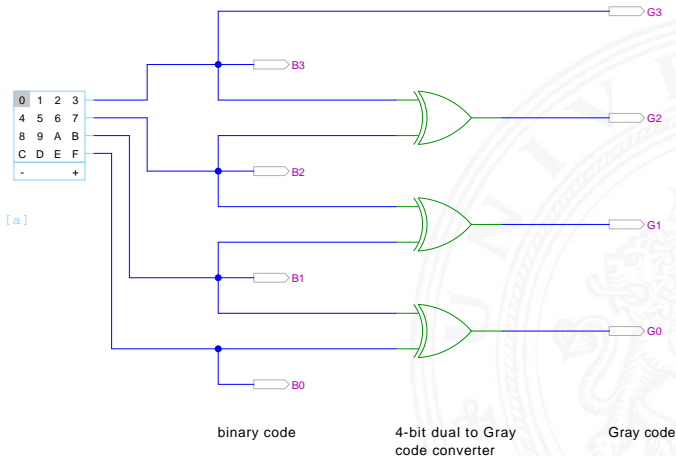 G3
B3
0 1 2 3
4 5 6 7
8 9 A B
C D E F
- +
G2
B2
[a]
G1
B1
G0
B0
binary code
4-bit dual to Gray
code converter
Gray code